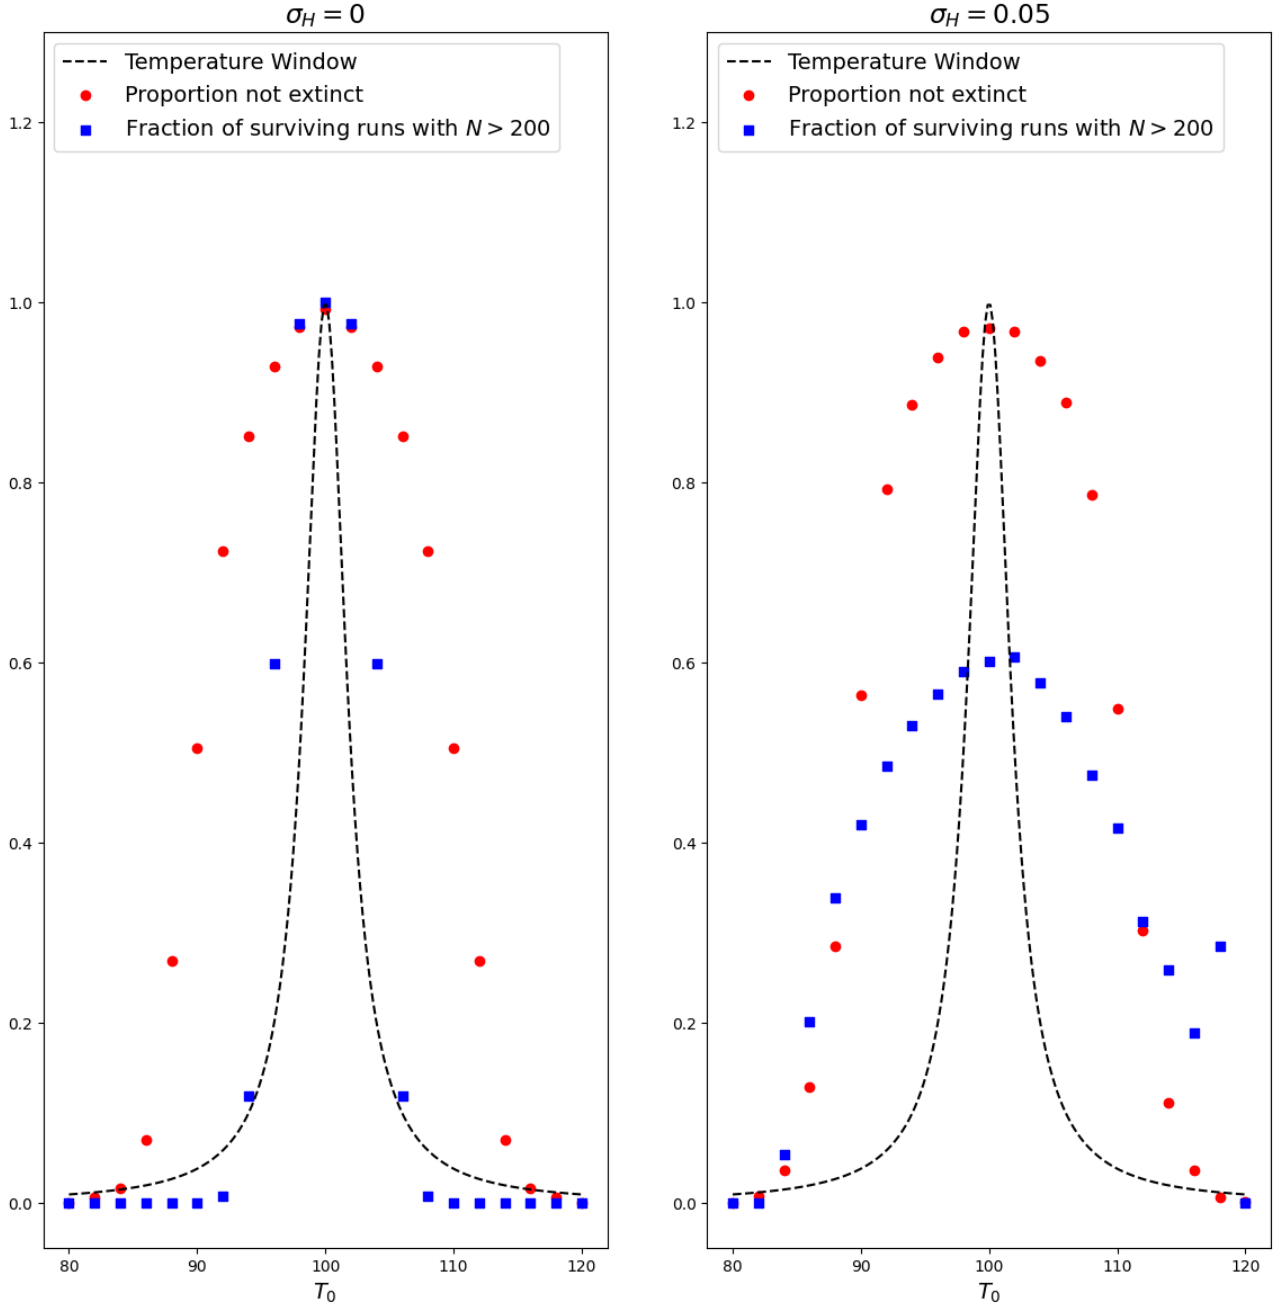 σ_H = 0
Temperature Window
Proportion not extinct
Fraction of surviving runs with N > 200
1.2
1.0
0.8
0.6
0.4
0.2
0.0
80 90 100 110 120
T_0
σ_H = 0.05
Temperature Window
Proportion not extinct
Fraction of surviving runs with N > 200
1.2
1.0
0.8
0.6
0.4
0.2
0.0
80 90 100 110 120
T_0